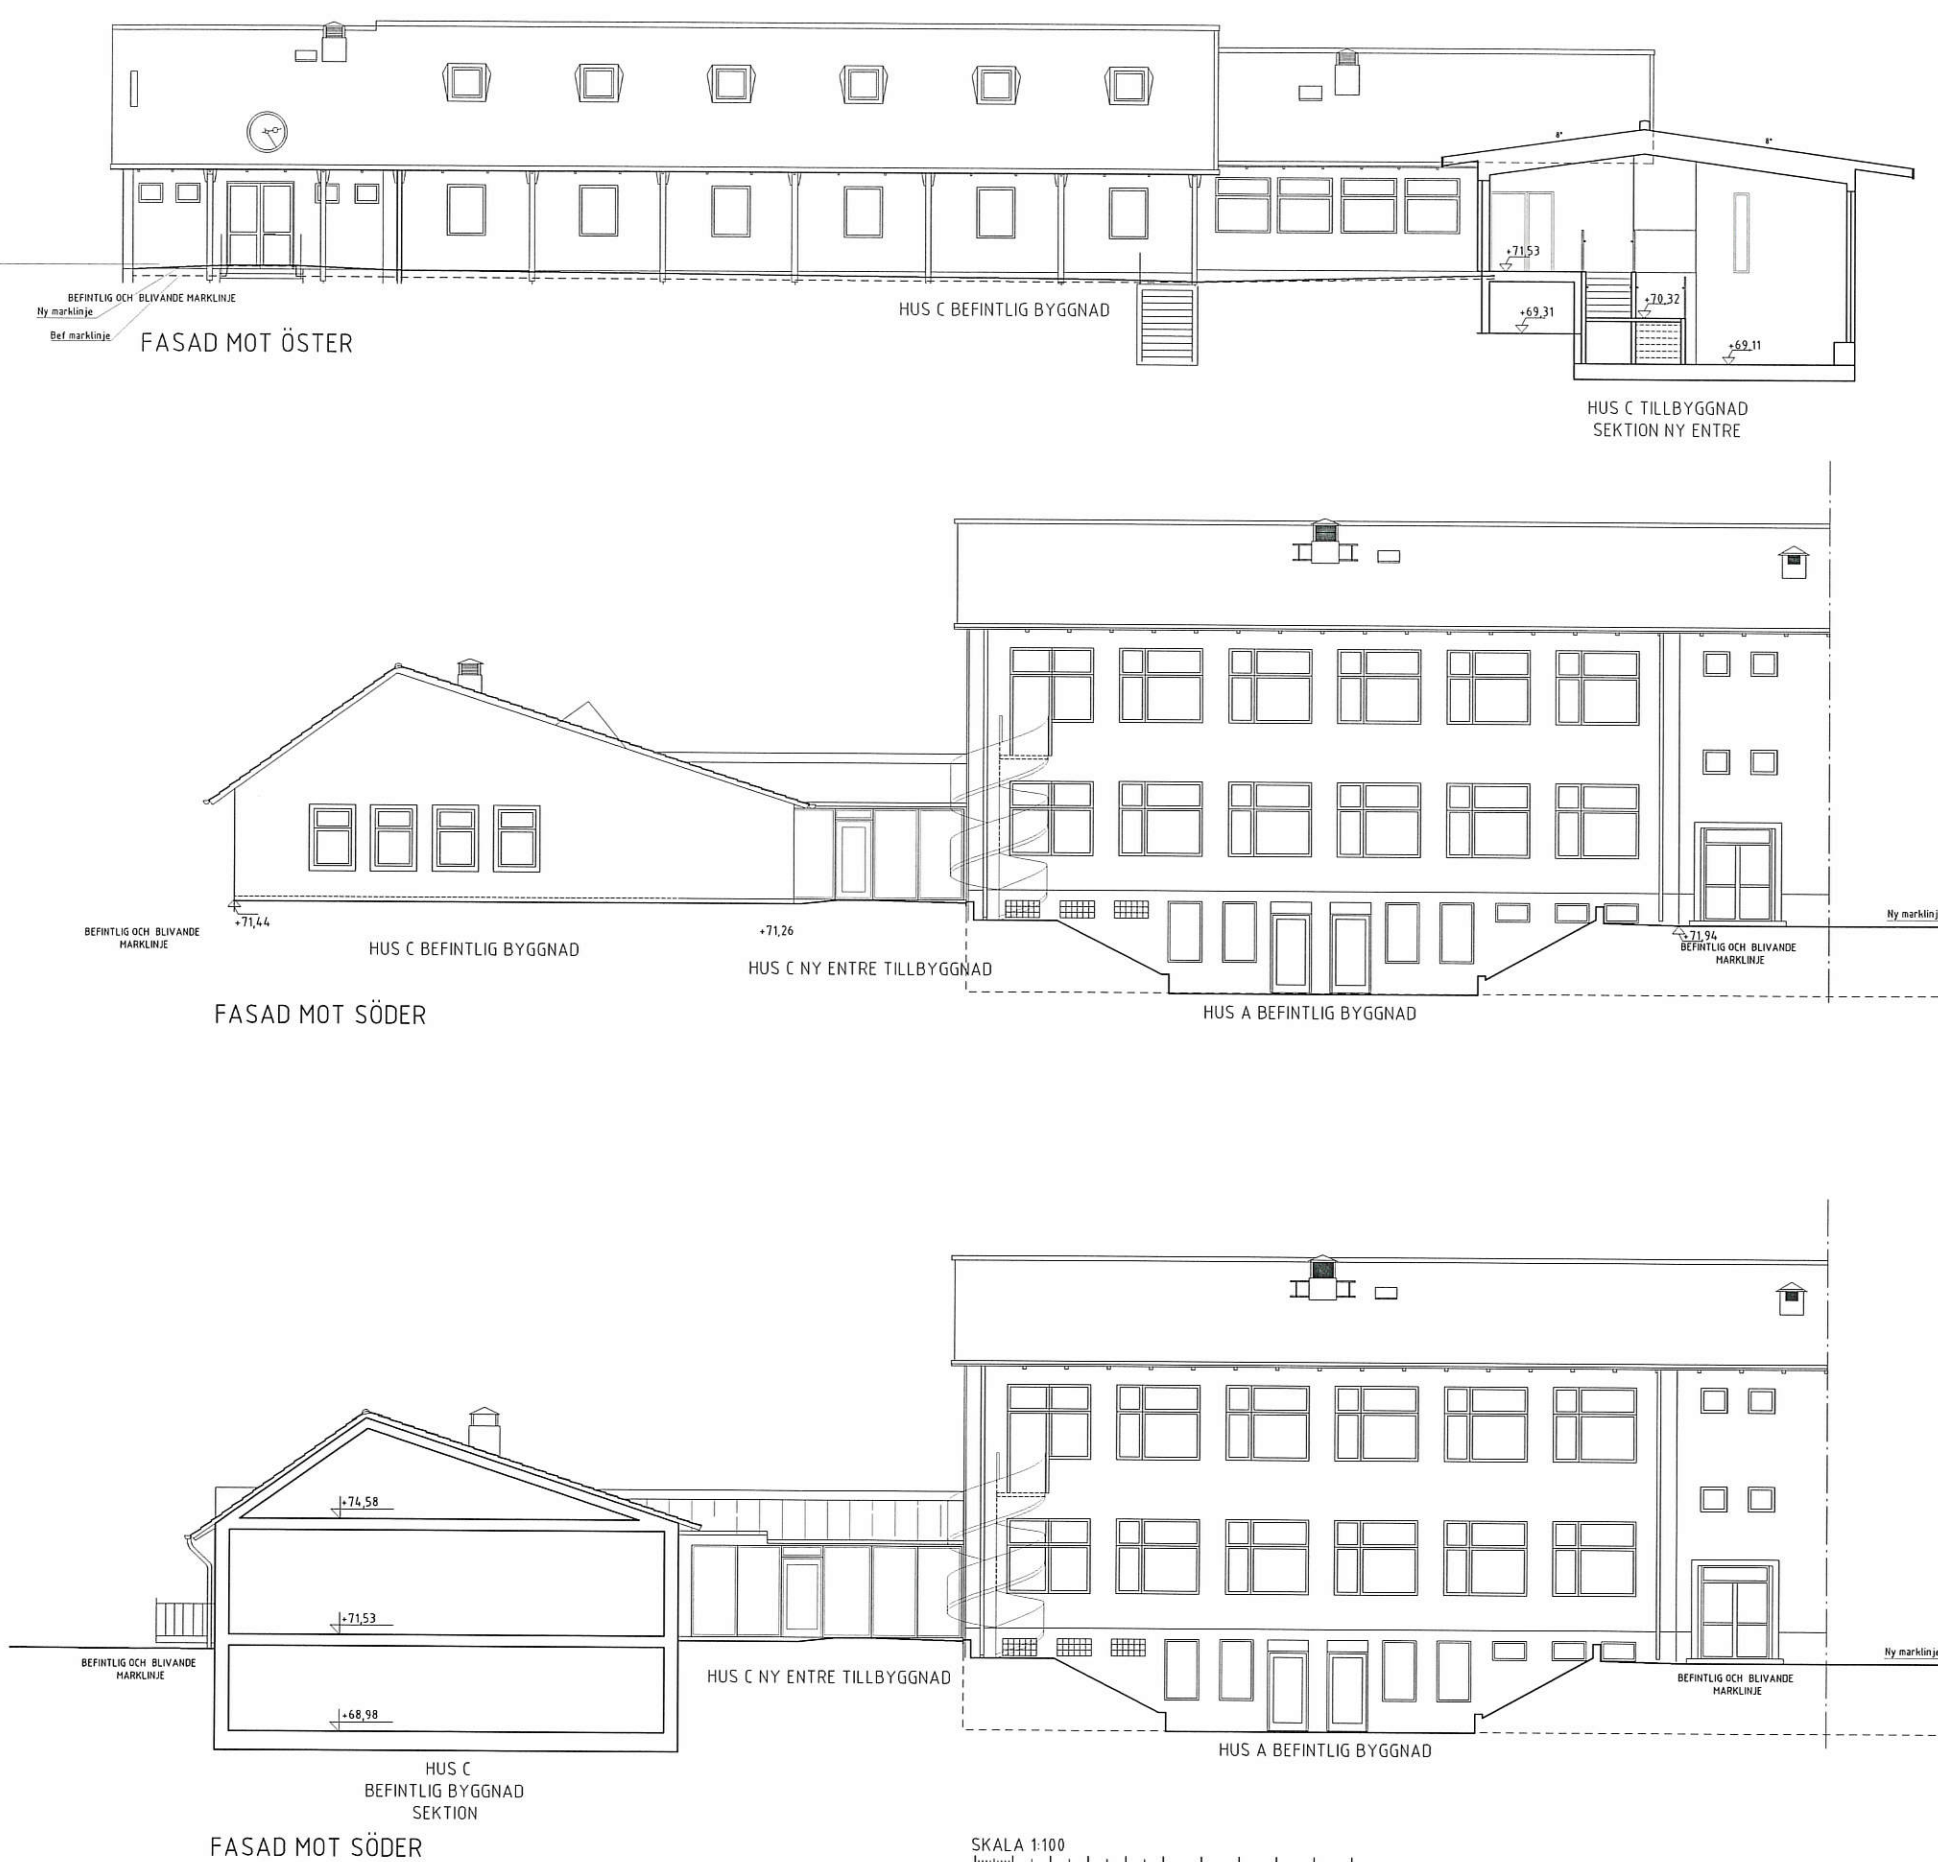 8°
8°
+71,53
+69,31
+70,32
+69,11
BEFINTLIG OCH BLIVANDE MARKLINJE
Ny marklinje
Bef marklinje
FASAD MOT ÖSTER
HUS C BEFINTLIG BYGGNAD
HUS C TILLBYGGNAD
SEKTION NY ENTRE
+71,44
BEFINTLIG OCH BLIVANDE
MARKLINJE
HUS C BEFINTLIG BYGGNAD
+71,26
HUS C NY ENTRE TILLBYGGNAD
Ny marklinj
+71,94
BEFINTLIG OCH BLIVANDE
MARKLINJE
FASAD MOT SÖDER
HUS A BEFINTLIG BYGGNAD
+74,58
+71,53
+68,98
BEFINTLIG OCH BLIVANDE
MARKLINJE
HUS C NY ENTRE TILLBYGGNAD
Ny marklinje
BEFINTLIG OCH BLIVANDE
MARKLINJE
HUS A BEFINTLIG BYGGNAD
HUS C
BEFINTLIG BYGGNAD
SEKTION
FASAD MOT SÖDER
SKALA 1:100